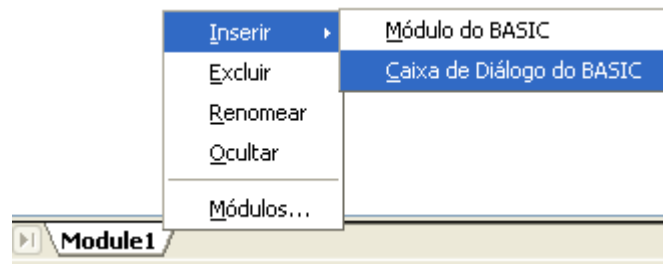 Inserir
Módulo do BASIC
Excluir
Caixa de Diálogo do BASIC
Renomear
Ocultar
Módulos...
Module1